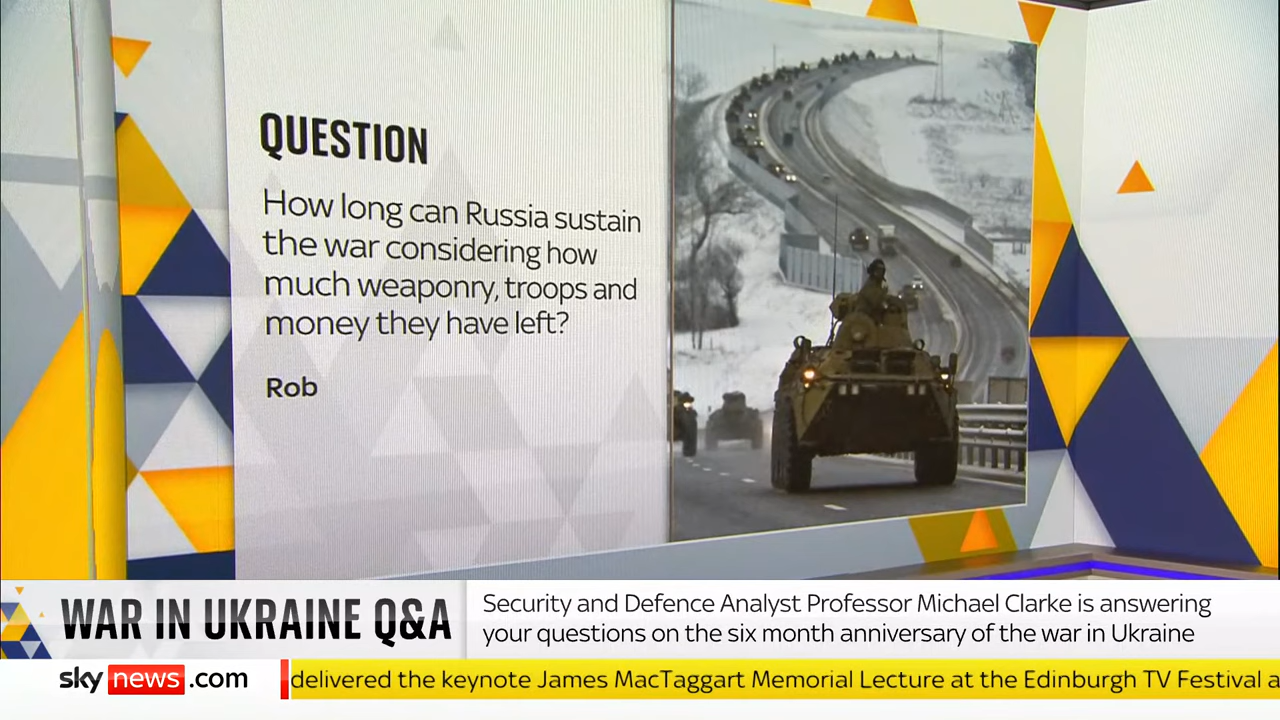 QUESTION
How long can Russia sustain
the war considering how
much weaponry, troops and
money they have left?
Rob
WAR IN UKRAINE Q&A
Security and Defence Analyst Professor Michael Clarke is answering
your questions on the six month anniversary of the war in Ukraine
sky news .com
delivered the keynote James MacTaggart Memorial Lecture at the Edinburgh TV Festival a